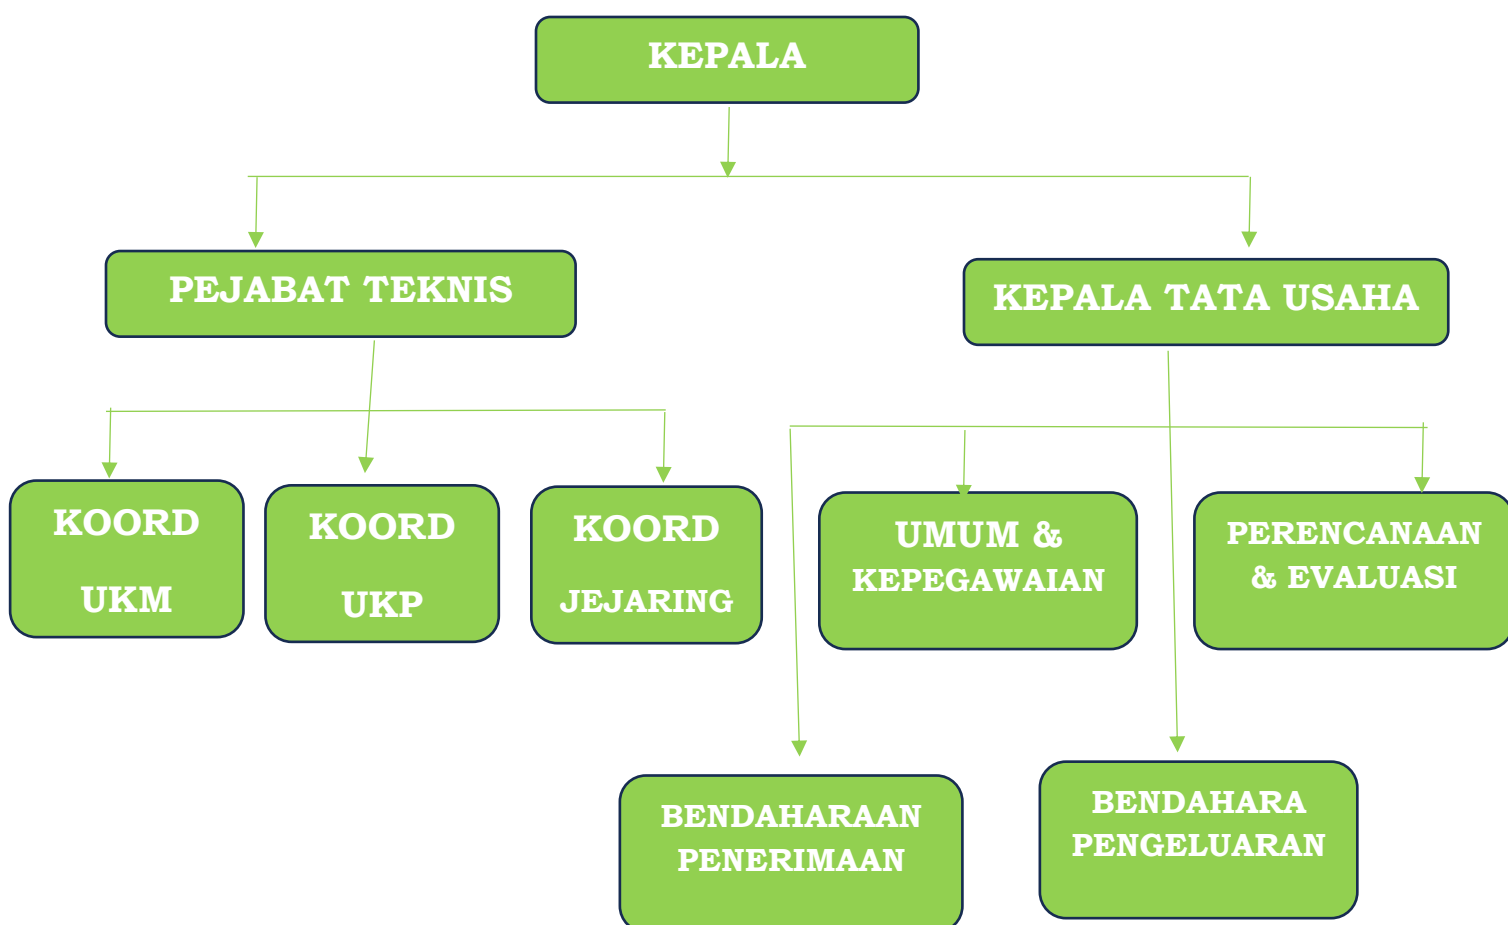 KEPALA
PEJABAT TEKNIS
KEPALA TATA USAHA
KOORD
UKM
KOORD
UKP
KOORD
JEJARING
UMUM &
KEPEGAWAIAN
PERENCANAAN
& EVALUASI
BENDAHARAAN
PENERIMAAN
BENDAHARA
PENGELUARAN